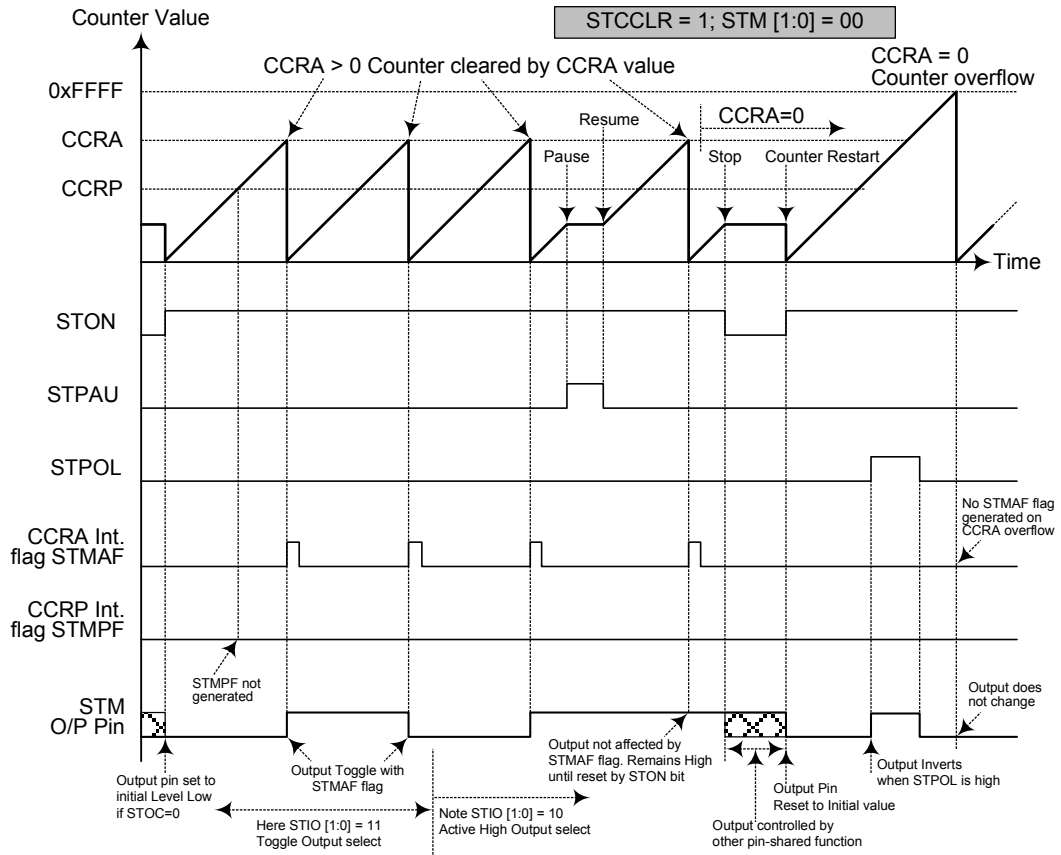 Counter Value
STCCLR = 1; STM [1:0] = 00
CCRA > 0 Counter cleared by CCRA value
CCRA = 0
Counter overflow
0xFFFF
CCRA
CCRP
Resume
CCRA=0
Pause
Stop
Counter Restart
Time
STON
STPAU
STPOL
CCRA Int.
flag STMAF
No STMAF flag
generated on
CCRA overflow
CCRP Int.
flag STMPF
STMPF not
generated
STM
O/P Pin
Output does
not change
Output pin set to
initial Level Low
if STOC=0
Output Toggle with
STMAF flag
Output not affected by
STMAF flag. Remains High
until reset by STON bit
Output Inverts
when STPOL is high
Output Pin
Reset to Initial value
Here STIO [1:0] = 11
Toggle Output select
Note STIO [1:0] = 10
Active High Output select
Output controlled by
other pin-shared function